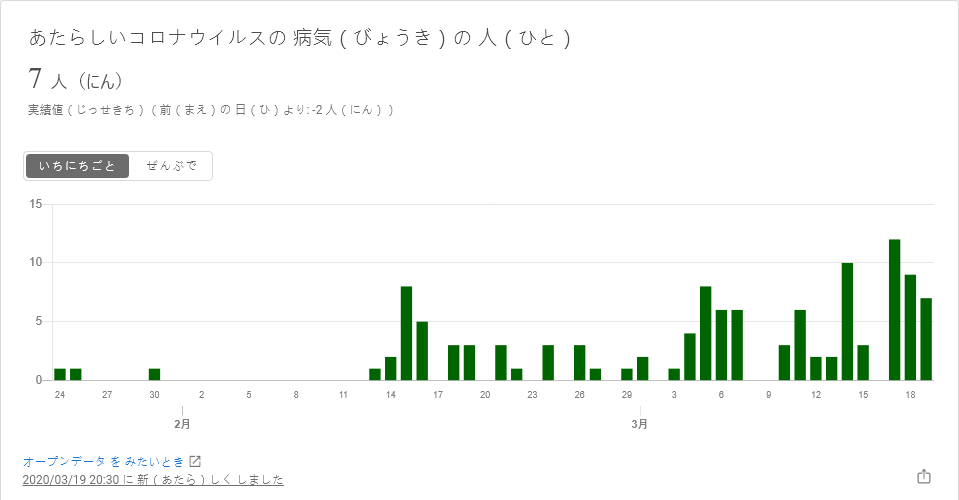 あたらしいコロナウイルスの 病気 ( びょうき ) の 人 ( ひと )
7 人（にん）
実績値 ( じっせきち ) （ 前 ( まえ ) の 日 ( ひ ) より: -2 人 ( にん ) ）
いちにちごと ぜんぶで
15
10
5
0
24 27 30 2 5 8 11 14 17 20 23 26 29 3 6 9 12 15 18
2月 3月
オープンデータ を みたいとき
2020/03/19 20:30 に 新 ( あたら ) しく しました